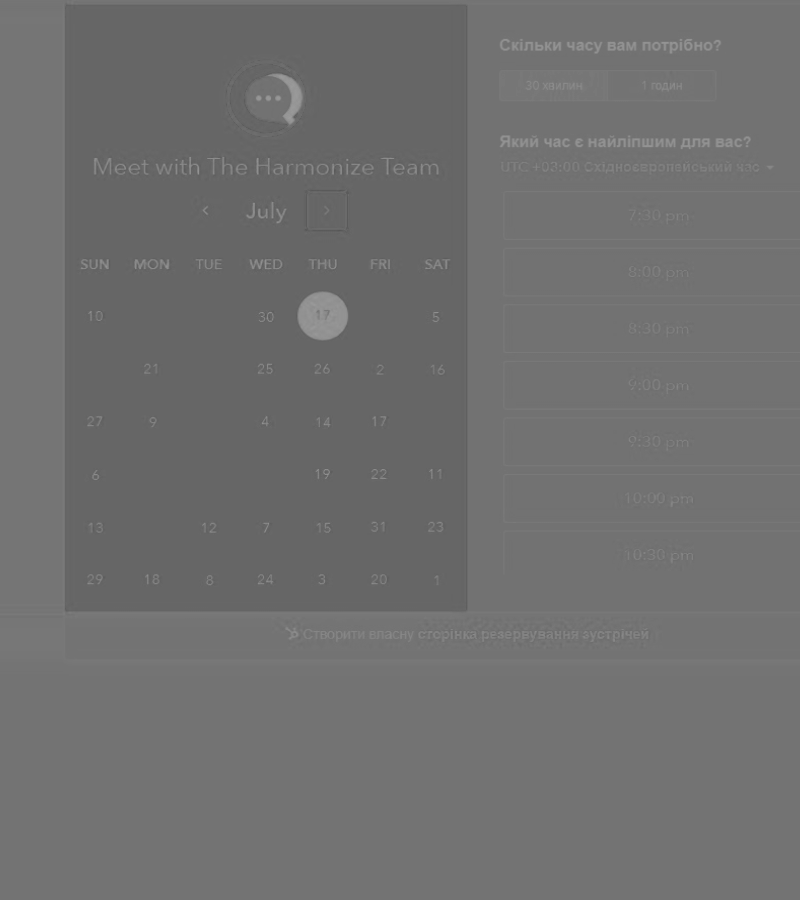 Meet with The Harmonize Team
July
SUN MON TUE WED THU FRI SAT
10 30 17 5
21 25 26 2 16
27 9 4 14 17
6 19 22 11
13 12 7 15 31 23
29 18 8 24 3 20 1
Скільки часу вам потрібно?
30 хвилин 1 годин
Який час є найліпшим для вас?
UTC +03:00 Східноєвропейський час
7:30 pm
8:00 pm
8:30 pm
9:00 pm
9:30 pm
10:00 pm
10:30 pm
Створити власну сторінка резервування зустрічей